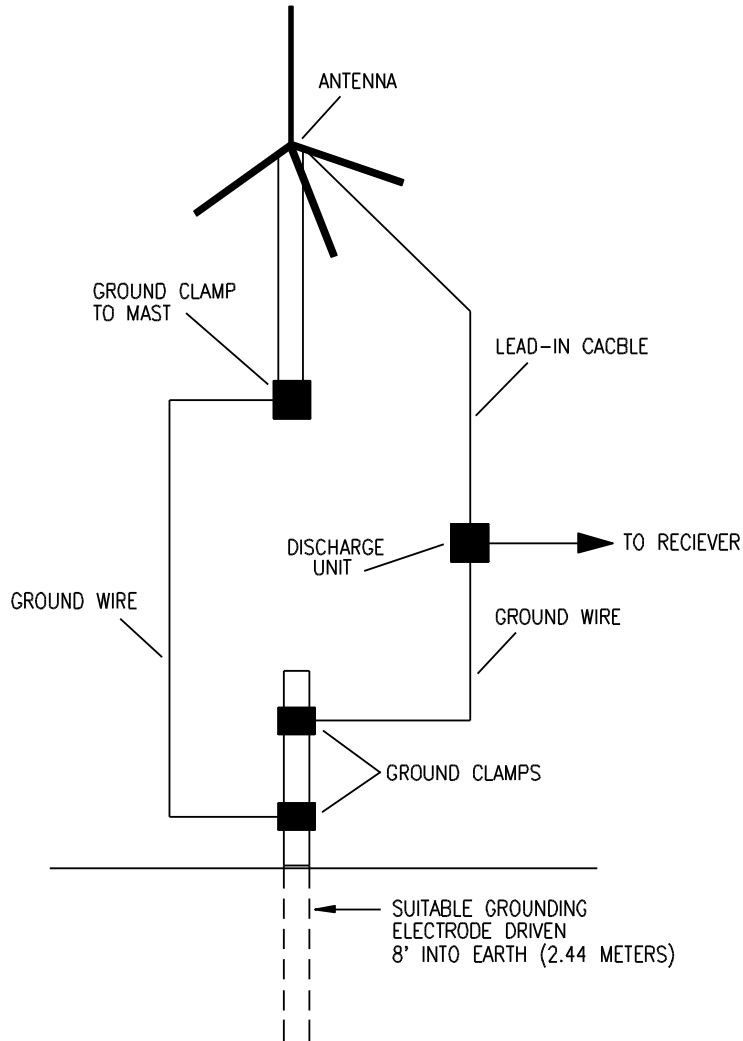 ANTENNA
GROUND CLAMP
TO MAST
LEAD-IN CACBLE
DISCHARGE
UNIT
TO RECIEVER
GROUND WIRE
GROUND WIRE
GROUND CLAMPS
SUITABLE GROUNDING
ELECTRODE DRIVEN
8' INTO EARTH (2.44 METERS)